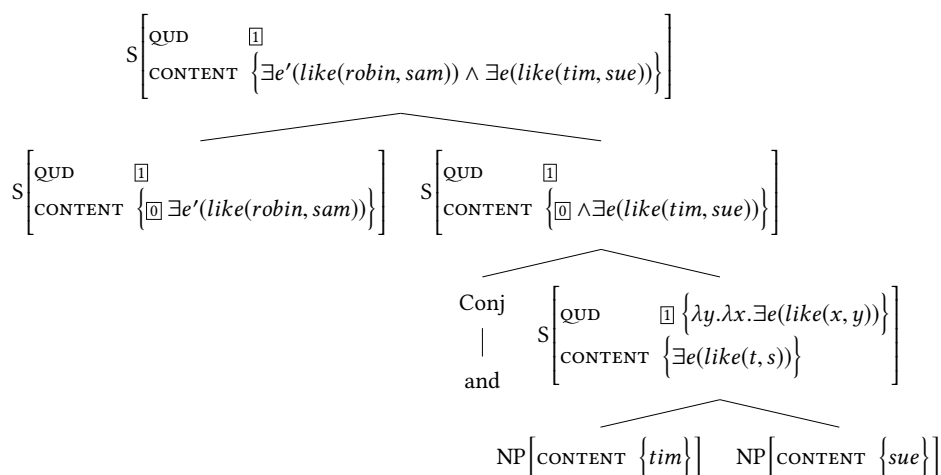 S[QUD [1]
CONTENT {∃e′(like(robin, sam)) ∧ ∃e(like(tim, sue))}]
S[QUD [1]
CONTENT {[0] ∃e′(like(robin, sam))}]
S[QUD [1]
CONTENT {[0] ∧∃e(like(tim, sue))}]
Conj
and
S[QUD [1] {λy.λx.∃e(like(x, y))}
CONTENT {∃e(like(t, s))}]
NP[CONTENT {tim}] NP[CONTENT {sue}]